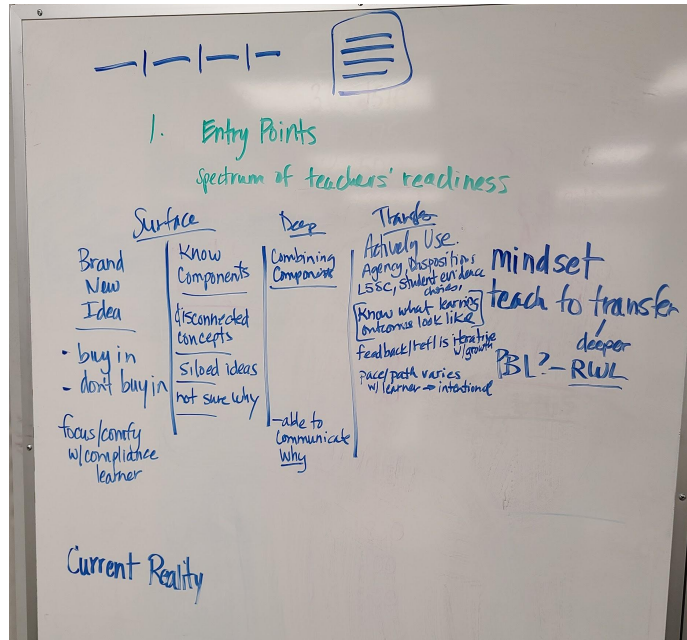 1. Entry Points
Spectrum of teachers' readiness
Surface
Brand
New
Idea
- buy in
- don't buy in
focus/comfy
w/compliance
learner
Know
Components
disconnected
concepts
siloed ideas
not sure why
Deep
Combining
Components
- able to
communicate
why
Transfer
Actively Use
Agency, Dispositions
LSSC, student evidence
choices,
Know what learning
outcomes look like
feedback/refl is iterative
w/growth
pace/path varies
w/ learner → intentional
mindset
teach to transfer
deeper
PBL? - RWL
Current Reality